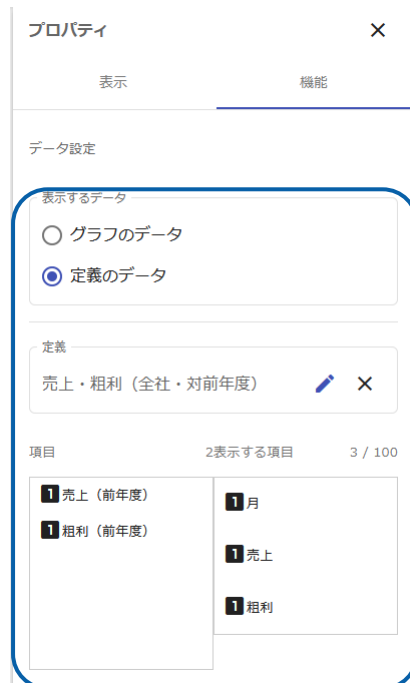 プロパティ ×
表示 機能
データ設定
表示するデータ
グラフのデータ
定義のデータ
定義
売上・粗利（全社・対前年度） ×
項目 2表示する項目 3 / 100
1 売上（前年度） 1 月
1 粗利（前年度） 1 売上
1 粗利